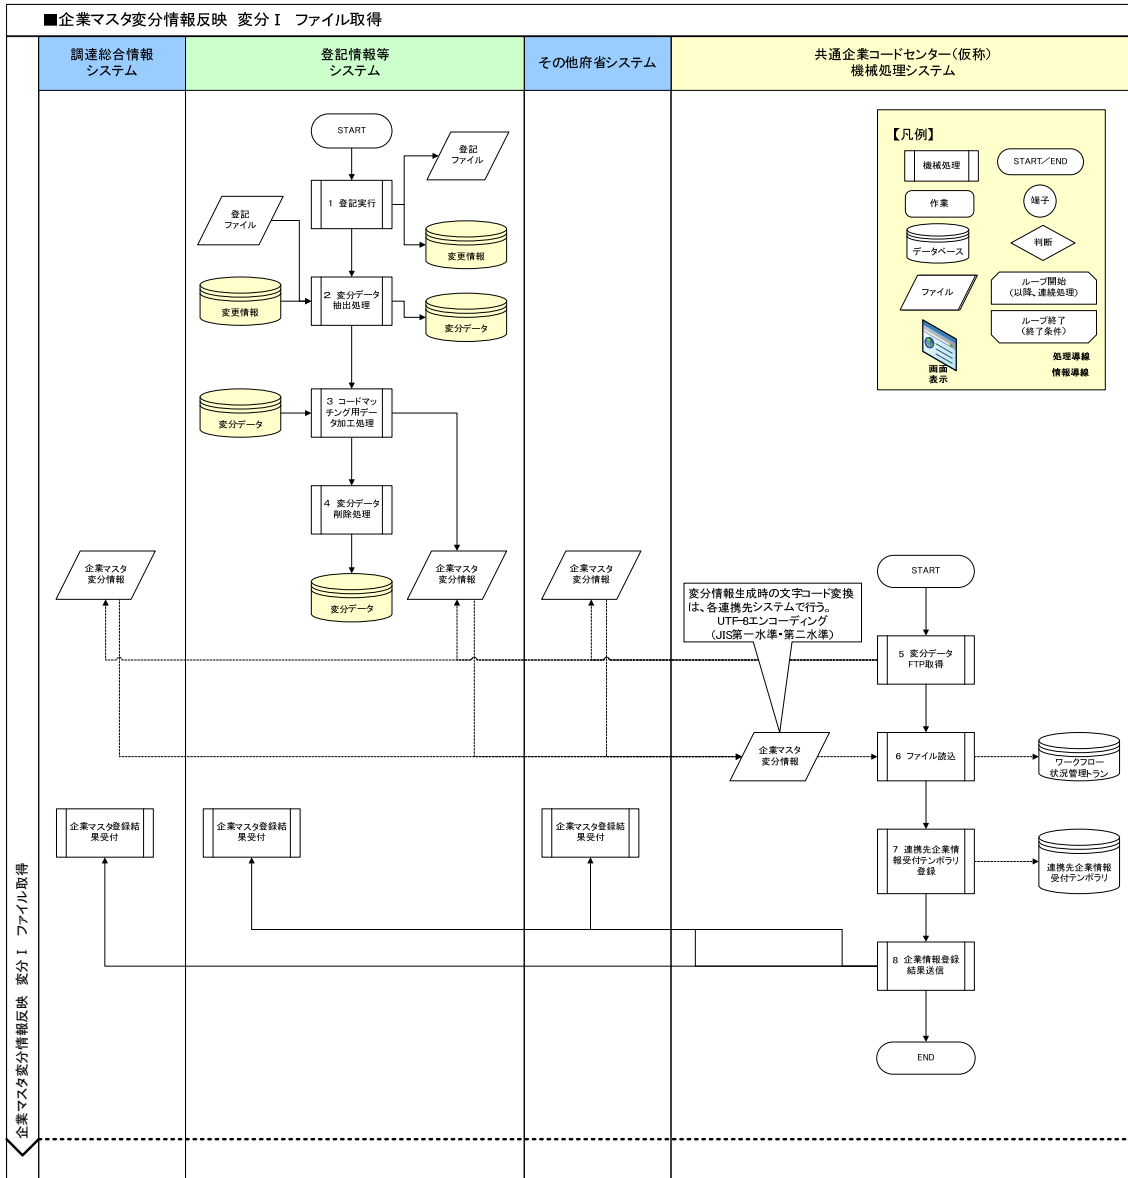 ■企業マスタ変分情報反映 変分Ⅰ ファイル取得
調達総合情報
システム
登記情報等
システム
その他府省システム
共通企業コードセンター(仮称)
機械処理システム
START
登記
ファイル
1 登記実行
登記
ファイル
変更情報
2 変分データ
抽出処理
変更情報
変分データ
3 コードマッ
チング用デー
タ加工処理
変分データ
4 変分データ
削除処理
変分データ
企業マスタ
変分情報
企業マスタ
変分情報
企業マスタ
変分情報
【凡例】
機械処理
START/END
作業
端子
データベース
判断
ファイル
ループ開始
(以降、連続処理)
ループ終了
(終了条件)
画面
表示
処理導線
情報導線
START
変分情報生成時の文字コード変換
は、各連携先システムで行う。
UTF-8エンコーディング
(JIS第一水準・第二水準)
5 変分データ
FTP取得
企業マスタ
変分情報
6 ファイル読込
ワークフロー
状況管理トラン
企業マスタ登録結
果受付
企業マスタ登録結
果受付
企業マスタ登録結
果受付
7 連携先企業情
報受付テンポラリ
登録
連携先企業情報
受付テンポラリ
8 企業情報登録
結果送信
END
企業マスタ変分情報反映 変分Ⅰ ファイル取得